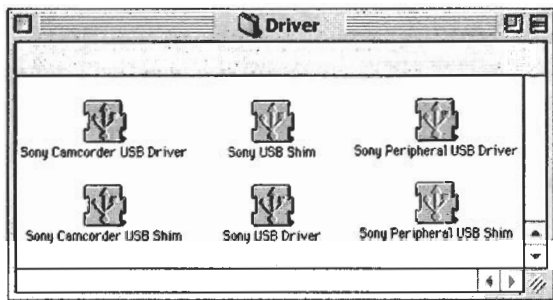 Driver
Sony Camcorder USB Driver
Sony USB Shim
Sony Peripheral USB Driver
Sony Camcorder USB Shim
Sony USB Driver
Sony Peripheral USB Shim